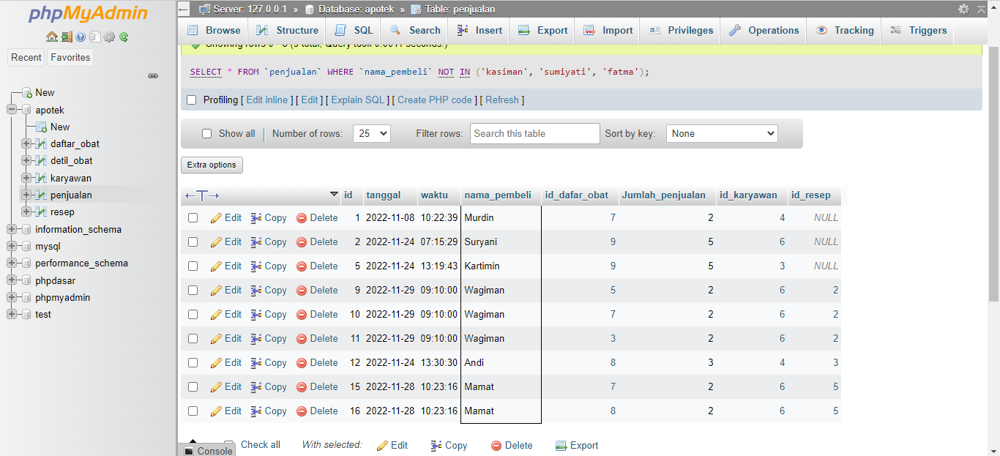 phpMyAdmin
Recent Favorites
New
apotek
New
daftar_obat
detil_obat
karyawan
penjualan
resep
information_schema
mysql
performance_schema
phpdasar
phpmyadmin
test
Server: 127.0.0.1 » Database: apotek » Table: penjualan
Browse Structure SQL Search Insert Export Import Privileges Operations Tracking Triggers
SELECT * FROM `penjualan` WHERE `nama_pembeli` NOT IN ('kasiman', 'sumiyati', 'fatma');
Profiling [ Edit inline ] [ Edit ] [ Explain SQL ] [ Create PHP code ] [ Refresh ]
Show all Number of rows: 25 Filter rows: Search this table Sort by key: None
Extra options
←T→ id tanggal waktu nama_pembeli id_dafar_obat Jumlah_penjualan id_karyawan id_resep
Edit Copy Delete 1 2022-11-08 10:22:39 Murdin 7 2 4 NULL
Edit Copy Delete 2 2022-11-24 07:15:29 Suryani 9 5 6 NULL
Edit Copy Delete 5 2022-11-24 13:19:43 Kartimin 9 5 3 NULL
Edit Copy Delete 9 2022-11-29 09:10:00 Wagiman 5 2 6 2
Edit Copy Delete 10 2022-11-29 09:10:00 Wagiman 7 2 6 2
Edit Copy Delete 11 2022-11-29 09:10:00 Wagiman 3 2 6 2
Edit Copy Delete 12 2022-11-24 13:30:30 Andi 8 3 4 3
Edit Copy Delete 15 2022-11-28 10:23:16 Mamat 7 2 6 5
Edit Copy Delete 16 2022-11-28 10:23:16 Mamat 8 2 6 5
Check all With selected: Edit Copy Delete Export
Console